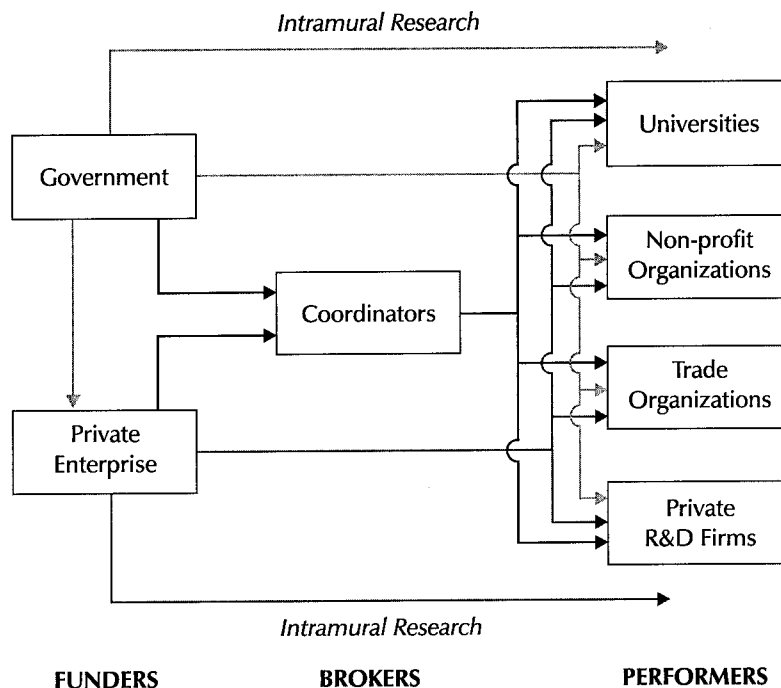 Intramural Research
Universities
Government
Non-profit
Organizations
Coordinators
Trade
Organizations
Private
Enterprise
Private
R&D Firms
Intramural Research
FUNDERS
BROKERS
PERFORMERS